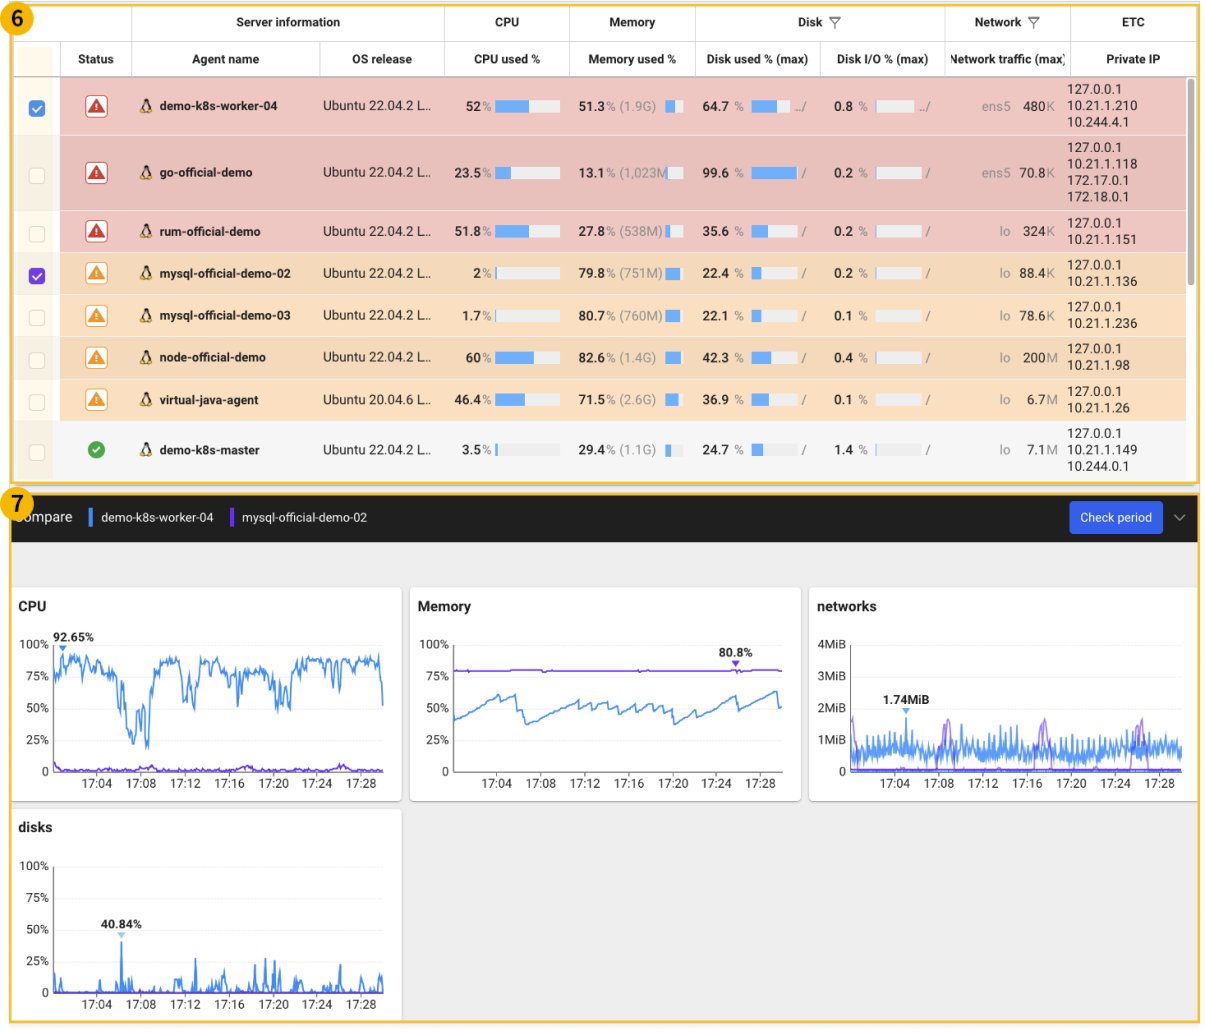 6
Server information CPU Memory Disk Network ETC
Status Agent name OS release CPU used % Memory used % Disk used % (max) Disk I/O % (max) Network traffic (max) Private IP
demo-k8s-worker-04 Ubuntu 22.04.2 L... 52% 51.3% (1.9G) 64.7 % .../ 0.8 % .../ ens5 480K 127.0.0.1
10.21.1.210
10.244.4.1
go-official-demo Ubuntu 22.04.2 L... 23.5% 13.1% (1,023M 99.6 % / 0.2 % / ens5 70.8K 127.0.0.1
10.21.1.118
172.17.0.1
172.18.0.1
rum-official-demo Ubuntu 22.04.2 L... 51.8% 27.8% (538M) 35.6 % / 0.2 % / lo 324K 127.0.0.1
10.21.1.151
mysql-official-demo-02 Ubuntu 22.04.2 L... 2% 79.8% (751M) 22.4 % / 0.2 % / lo 88.4K 127.0.0.1
10.21.1.136
mysql-official-demo-03 Ubuntu 22.04.2 L... 1.7% 80.7% (760M) 22.1 % / 0.1 % / lo 78.6K 127.0.0.1
10.21.1.236
node-official-demo Ubuntu 22.04.2 L... 60% 82.6% (1.4G) 42.3 % / 0.4 % / lo 200M 127.0.0.1
10.21.1.98
virtual-java-agent Ubuntu 20.04.6 L... 46.4% 71.5% (2.6G) 36.9 % / 0.1 % / lo 6.7M 127.0.0.1
10.21.1.26
demo-k8s-master Ubuntu 22.04.2 L... 3.5% 29.4% (1.1G) 24.7 % / 1.4 % / lo 7.1M 127.0.0.1
10.21.1.149
10.244.0.1
7
ompare demo-k8s-worker-04 mysql-official-demo-02 Check period
CPU
92.65%
100%
75%
50%
25%
0
17:04 17:08 17:12 17:16 17:20 17:24 17:28
Memory
100%
80.8%
75%
50%
25%
0
17:04 17:08 17:12 17:16 17:20 17:24 17:28
networks
4MiB
3MiB
1.74MiB
2MiB
1MiB
0
17:04 17:08 17:12 17:16 17:20 17:24 17:28
disks
100%
75%
50%
40.84%
25%
0
17:04 17:08 17:12 17:16 17:20 17:24 17:28